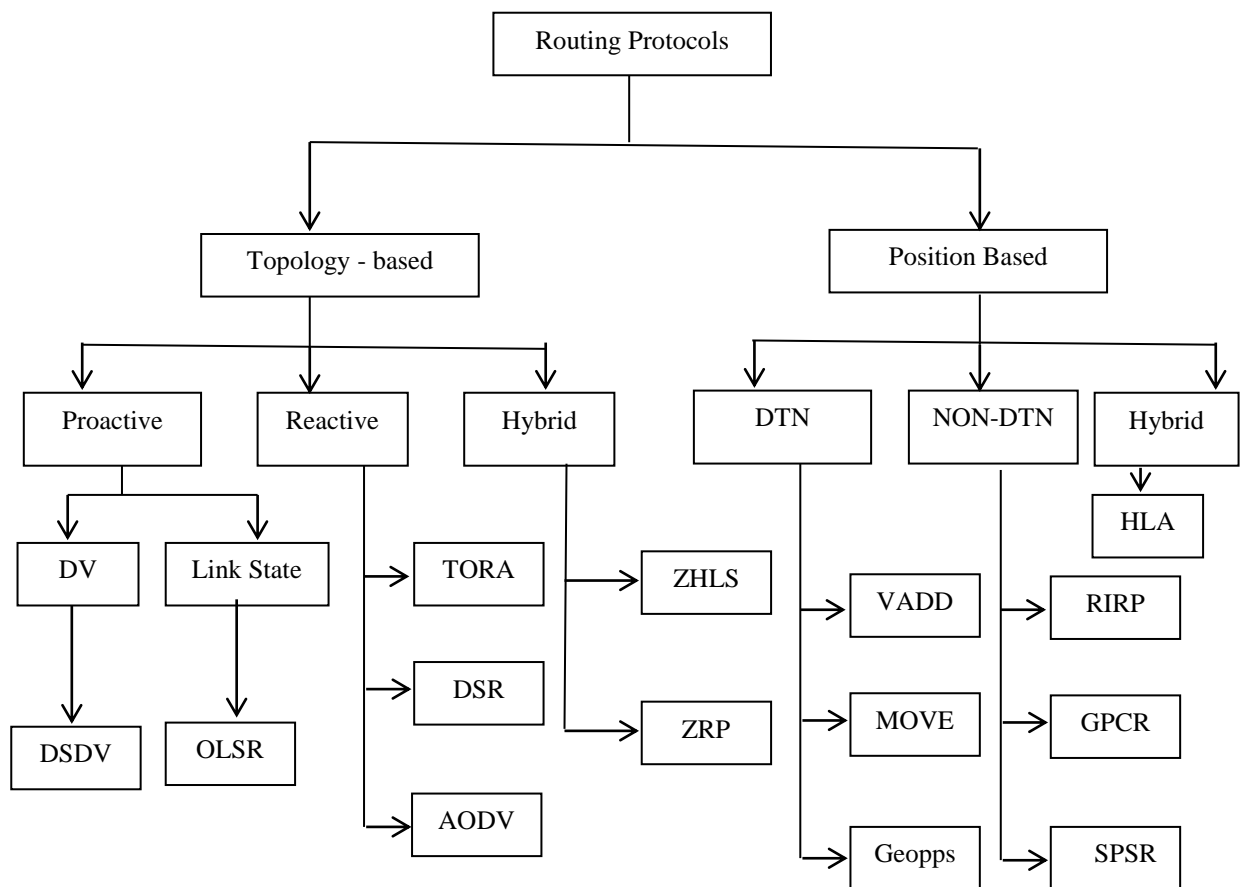 Routing Protocols
Topology - based
Position Based
Proactive
Reactive
Hybrid
DTN
NON-DTN
Hybrid
HLA
DV
Link State
TORA
ZHLS
VADD
RIRP
DSR
MOVE
GPCR
DSDV
OLSR
ZRP
AODV
Geopps
SPSR